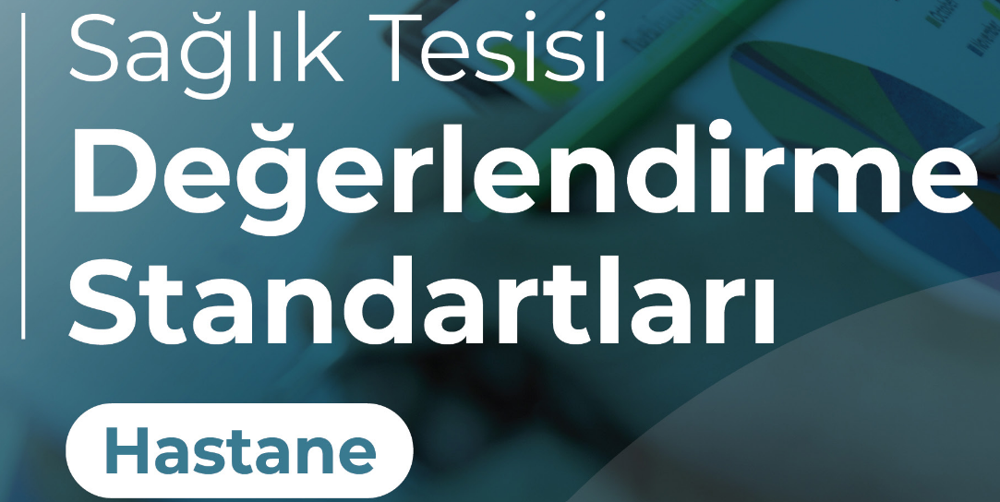 Sağlık Tesisi
Değerlendirme
Standartları
Hastane